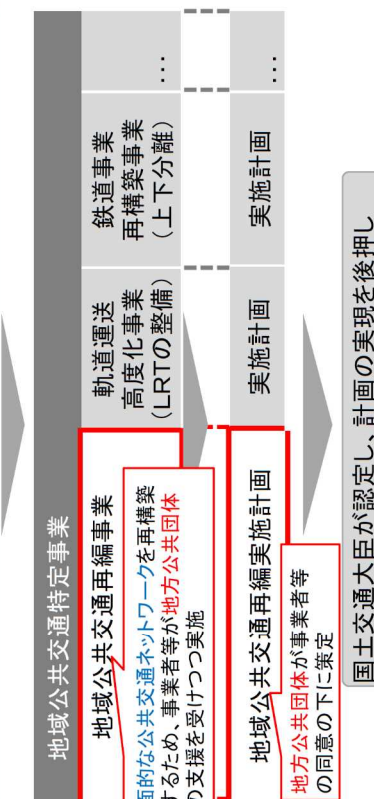 地域公共交通特定事業
地域公共交通再編事業
面的な公共交通ネットワークを再構築
するため、事業者等が地方公共団体
の支援を受けつつ実施
軌道運送
高度化事業
(LRTの整備)
鉄道事業
再構築事業
(上下分離)
…
地域公共交通再編実施計画
地方公共団体が事業者等
の同意の下に策定
実施計画
実施計画
…
国土交通大臣が認定し、計画の実現を後押し